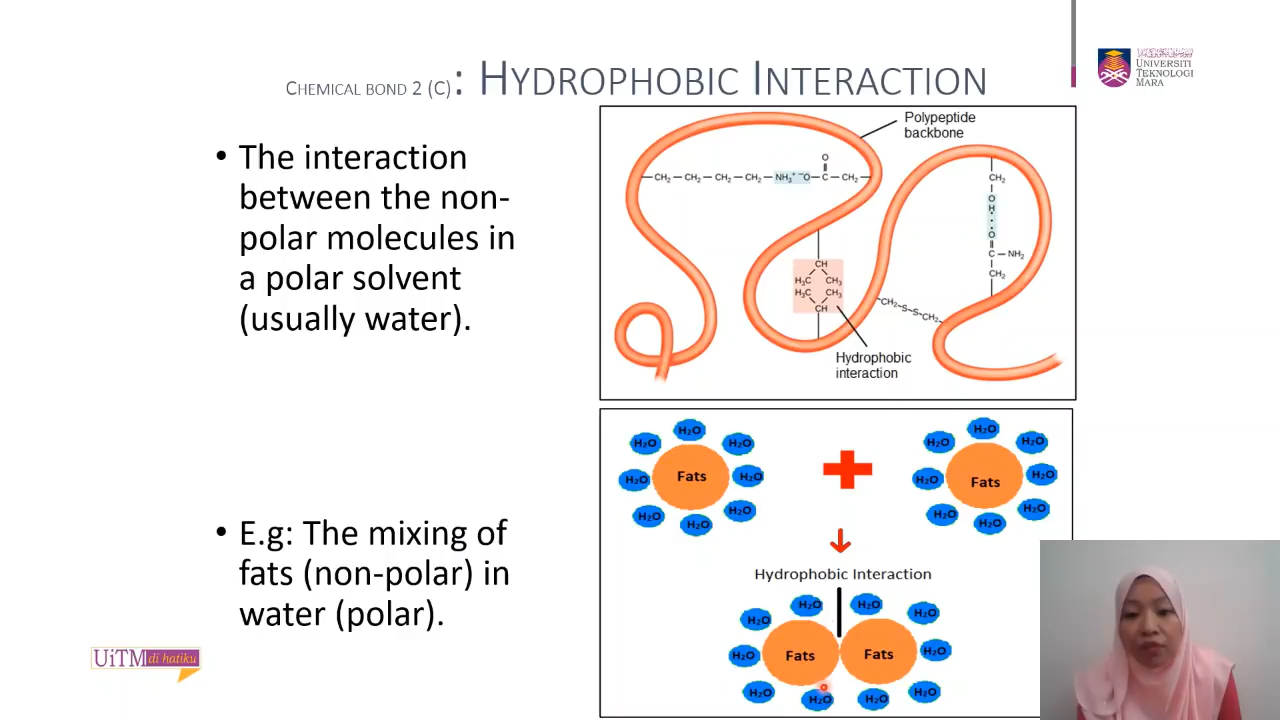 CHEMICAL BOND 2 (C): HYDROPHOBIC INTERACTION
UNIVERSITI
TEKNOLOGI
MARA
• The interaction
between the non-
polar molecules in
a polar solvent
(usually water).
• E.g: The mixing of
fats (non-polar) in
water (polar).
Polypeptide
backbone
CH₂—CH₂—CH₂—CH₂—NH₃⁺ ⁻O—C—CH₂
O
CH₂
O
H
O
C—NH₂
CH₂
CH
H₃C CH₃
H₃C CH₃
CH
CH₂—S—S—CH₂
Hydrophobic
interaction
H₂O H₂O H₂O
H₂O Fats H₂O
H₂O H₂O H₂O
H₂O H₂O H₂O
H₂O Fats H₂O
H₂O H₂O H₂O
Hydrophobic Interaction
H₂O H₂O H₂O H₂O
H₂O Fats Fats H₂O
H₂O H₂O H₂O H₂O
UiTM di hatiku